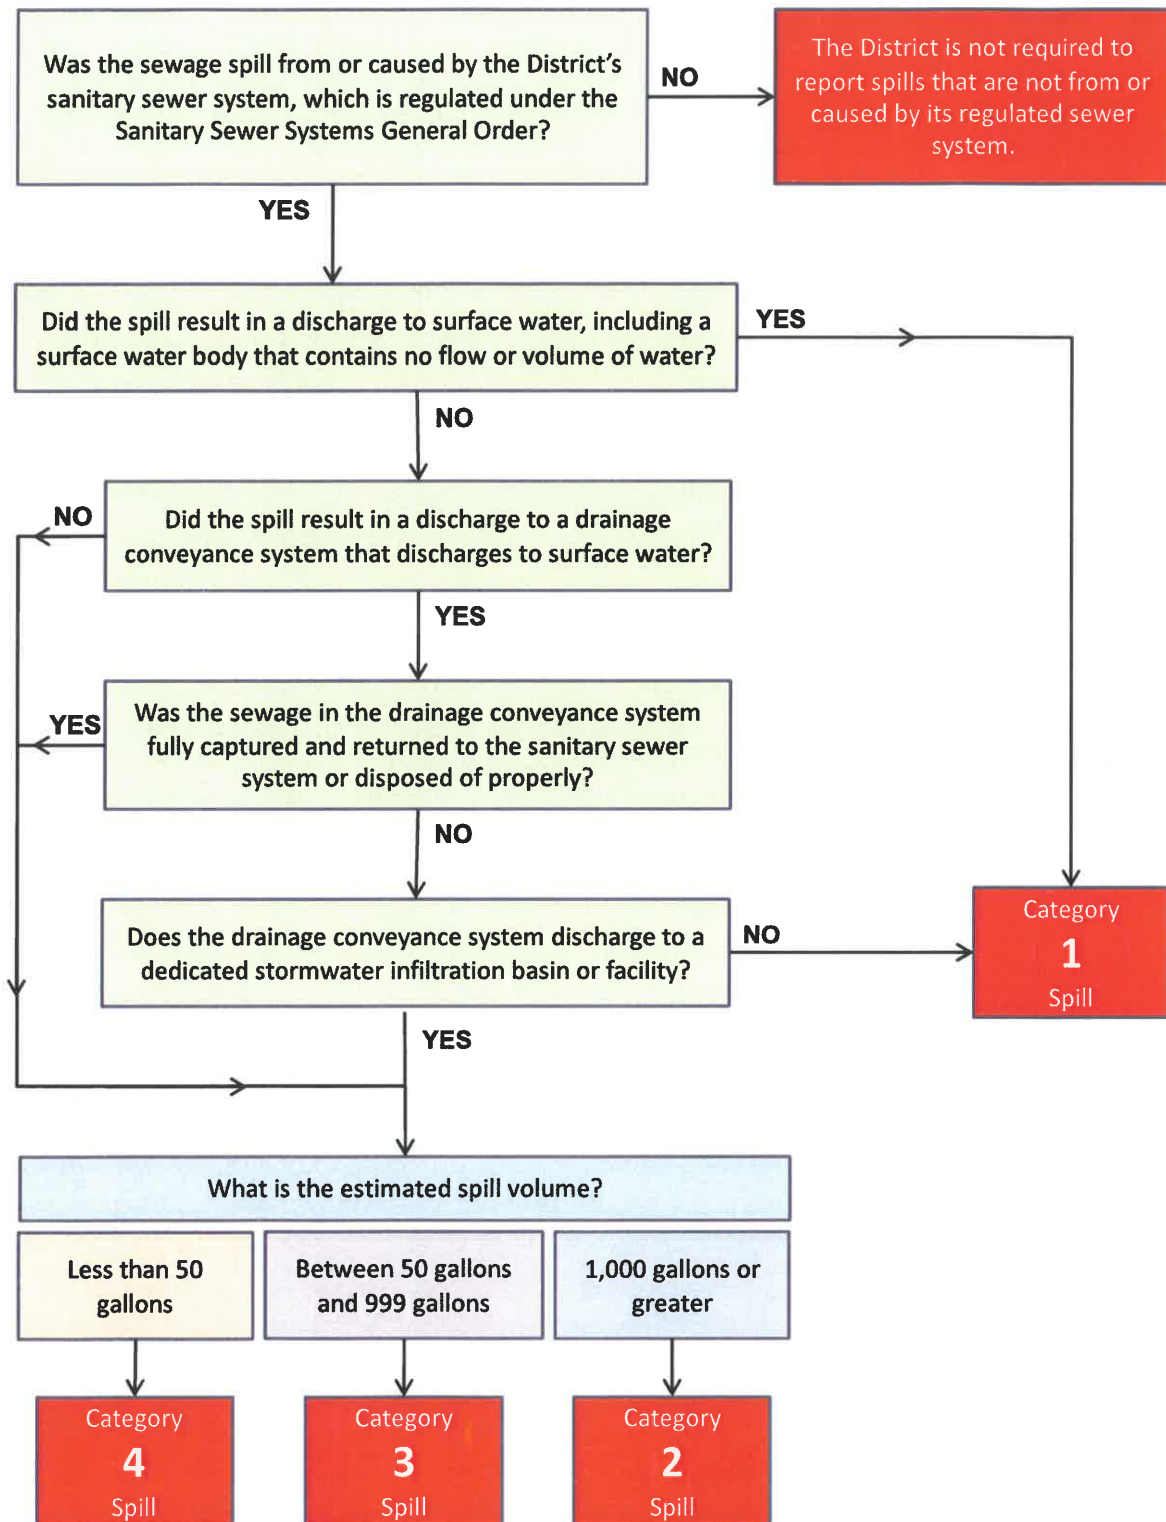 Was the sewage spill from or caused by the District's
sanitary sewer system, which is regulated under the
Sanitary Sewer Systems General Order?
NO
The District is not required to
report spills that are not from or
caused by its regulated sewer
system.
YES
Did the spill result in a discharge to surface water, including a
surface water body that contains no flow or volume of water?
YES
NO
NO
Did the spill result in a discharge to a drainage
conveyance system that discharges to surface water?
YES
YES
Was the sewage in the drainage conveyance system
fully captured and returned to the sanitary sewer
system or disposed of properly?
NO
Does the drainage conveyance system discharge to a
dedicated stormwater infiltration basin or facility?
NO
Category
1
Spill
YES
What is the estimated spill volume?
Less than 50
gallons
Between 50 gallons
and 999 gallons
1,000 gallons or
greater
Category
4
Spill
Category
3
Spill
Category
2
Spill